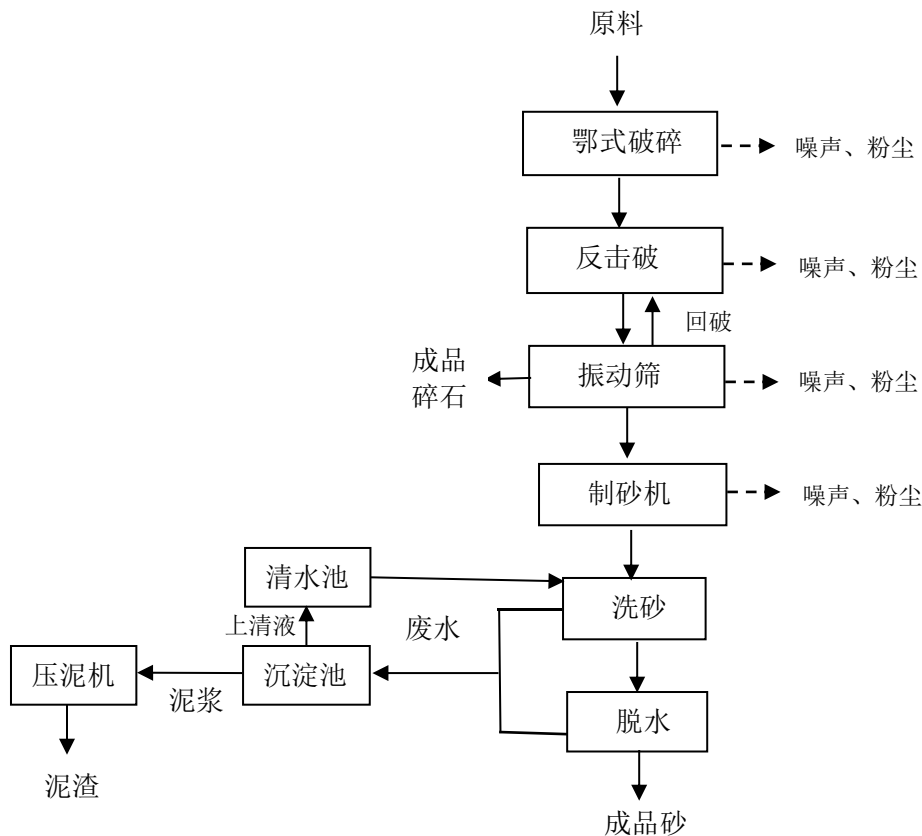 原料
鄂式破碎
噪声、粉尘
反击破
噪声、粉尘
回破
成品
碎石
振动筛
噪声、粉尘
制砂机
噪声、粉尘
清水池
洗砂
上清液
废水
压泥机
沉淀池
泥浆
脱水
泥渣
成品砂